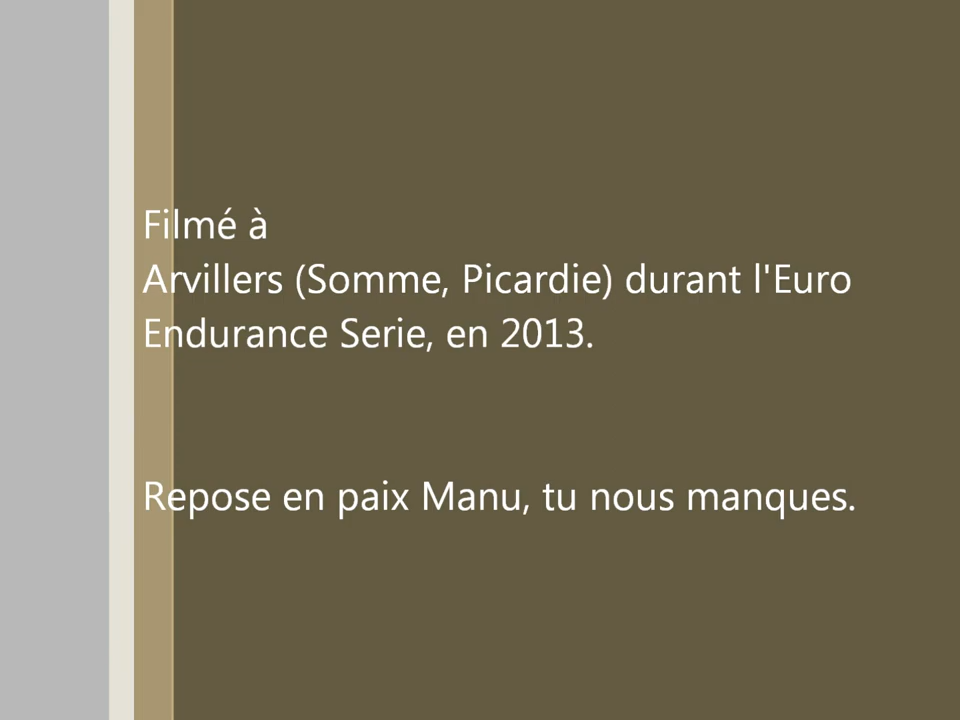 Filmé à
Arvillers (Somme, Picardie) durant l'Euro
Endurance Serie, en 2013.
Repose en paix Manu, tu nous manques.